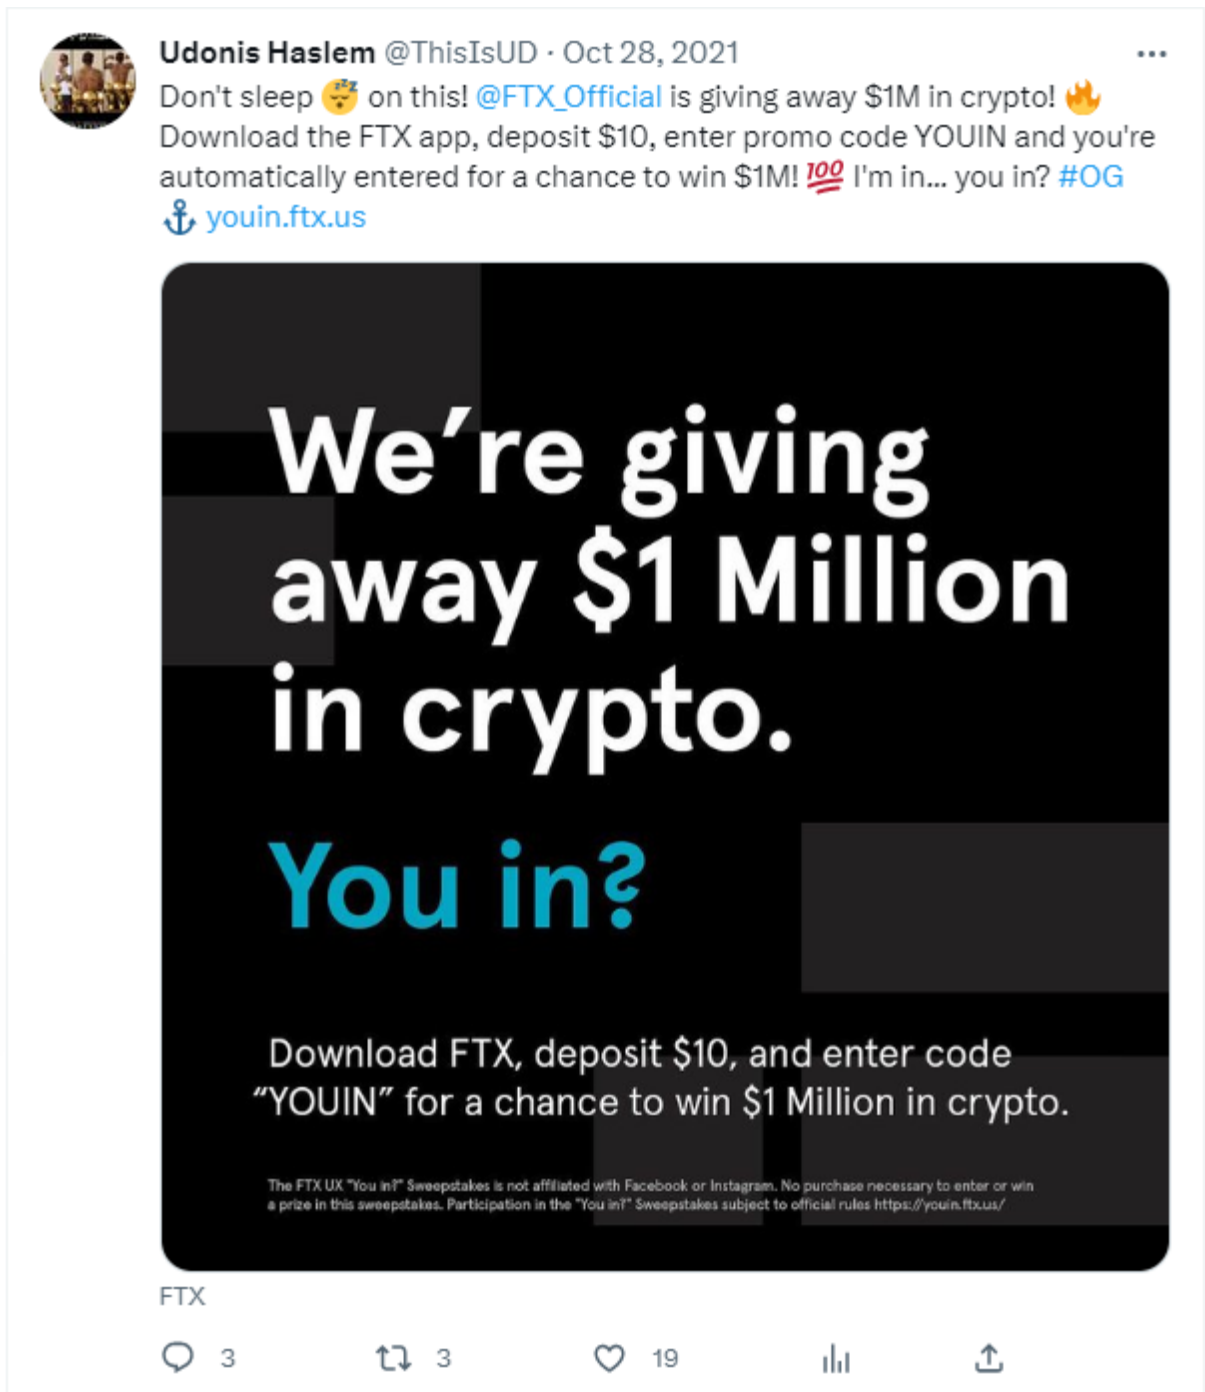 Udonis Haslem @ThisIsUD · Oct 28, 2021
Don't sleep 😴 on this! @FTX_Official is giving away $1M in crypto! 🔥
Download the FTX app, deposit $10, enter promo code YOUIN and you're
automatically entered for a chance to win $1M! 💯 I'm in... you in? #OG
⚓ youin.ftx.us
We're giving
away $1 Million
in crypto.
You in?
Download FTX, deposit $10, and enter code
“YOUIN” for a chance to win $1 Million in crypto.
The FTX UX "You in?" Sweepstakes is not affiliated with Facebook or Instagram. No purchase necessary to enter or win
a prize in this sweepstakes. Participation in the "You in?" Sweepstakes subject to official rules https://youin.ftx.us/
FTX
3 3 19